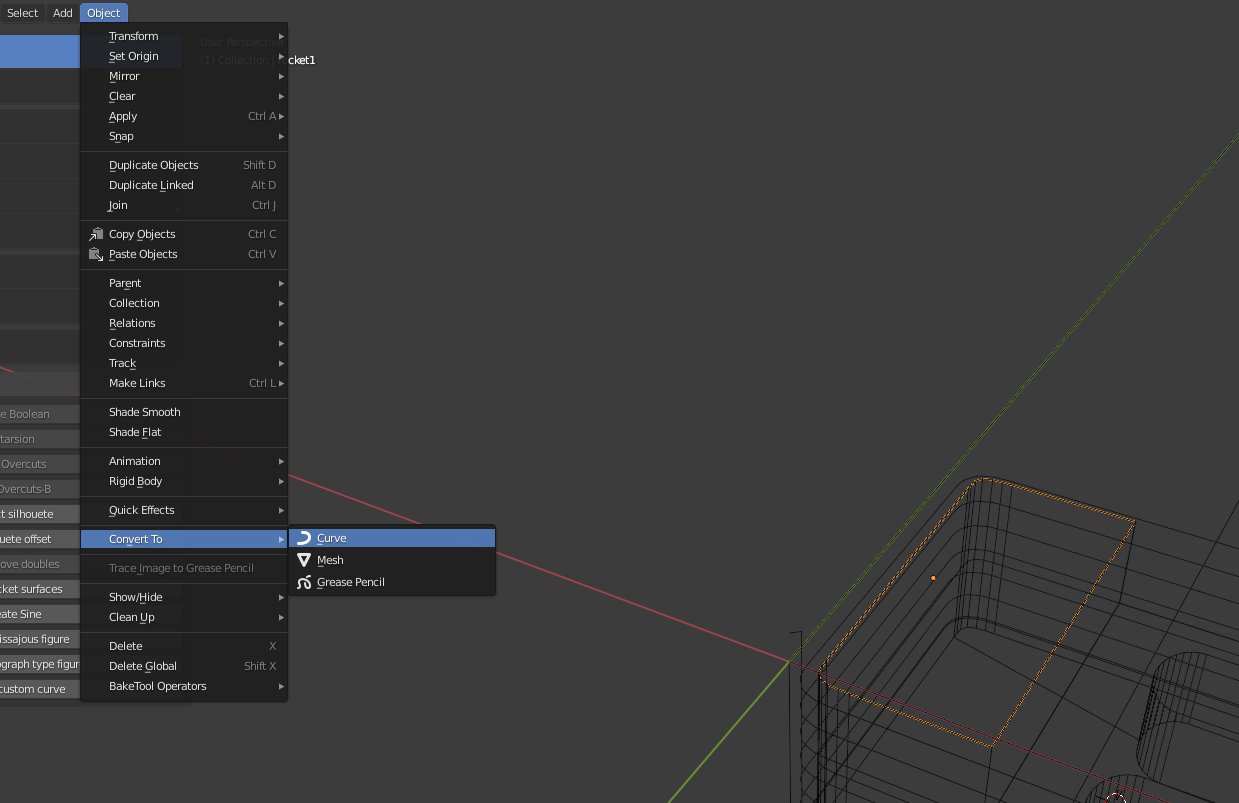 Select Add Object
User Perspective
(1) Collection | cket1
Transform
Set Origin
Mirror
Clear
Apply Ctrl A
Snap
Duplicate Objects Shift D
Duplicate Linked Alt D
Join Ctrl J
Copy Objects Ctrl C
Paste Objects Ctrl V
Parent
Collection
Relations
Constraints
Track
Make Links Ctrl L
Shade Smooth
Shade Flat
Animation
Rigid Body
Quick Effects
Convert To
Curve
Mesh
Grease Pencil
Trace Image to Grease Pencil
Show/Hide
Clean Up
Delete X
Delete Global Shift X
BakeTool Operators
e Boolean
tarsion
Overcuts
Overcuts-B
t silhouete
uete offset
ove doubles
ket surfaces
ate Sine
issajous figure
ograph type figur
custom curve